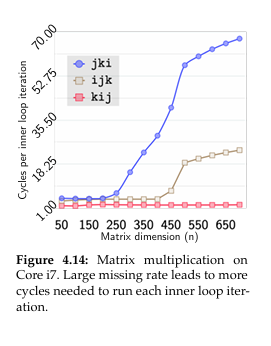 70.00
52.75
35.50
18.25
1.00
Cycles per inner loop iteration
jki
ijk
kij
50 150 250 350 450 550 650
Matrix dimension (n)
Figure 4.14: Matrix multiplication on
Core i7. Large missing rate leads to more
cycles needed to run each inner loop iter-
ation.